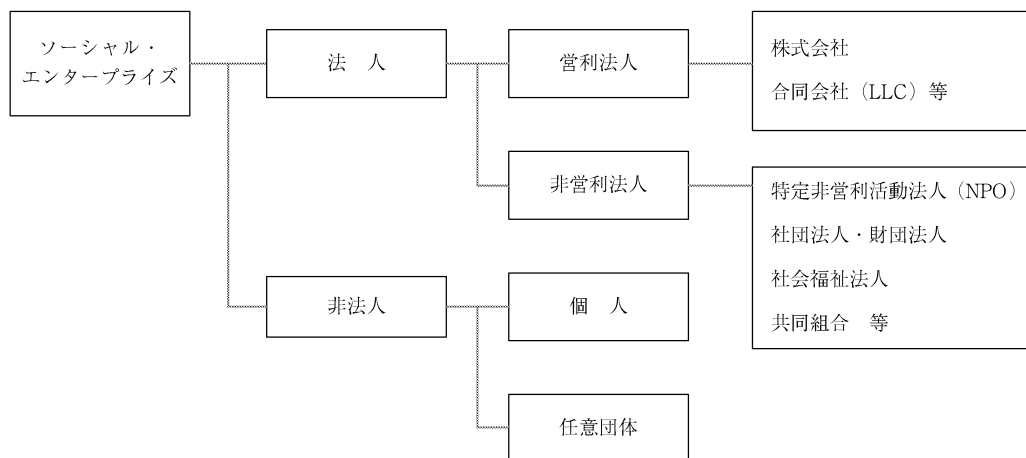 ソーシャル・
エンタープライズ
法　人
営利法人
株式会社
合同会社（LLC）等
非営利法人
特定非営利活動法人（NPO）
社団法人・財団法人
社会福祉法人
共同組合　等
非法人
個　人
任意団体